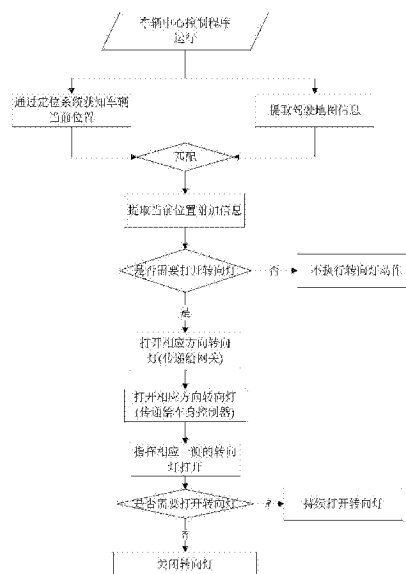 车辆中心控制程序
运行
通过定位系统获知车辆
当前位置
提取驾驶地图信息
匹配
提取当前位置附加信息
是否需要打开转向灯
否
不执行转向灯动作
是
打开相应方向转向
灯(传递给网关)
打开相应方向转向灯
(传递给车身控制器)
指挥相应一侧的转向
灯打开
是否需要打开转向灯
是
持续打开转向灯
否
关闭转向灯